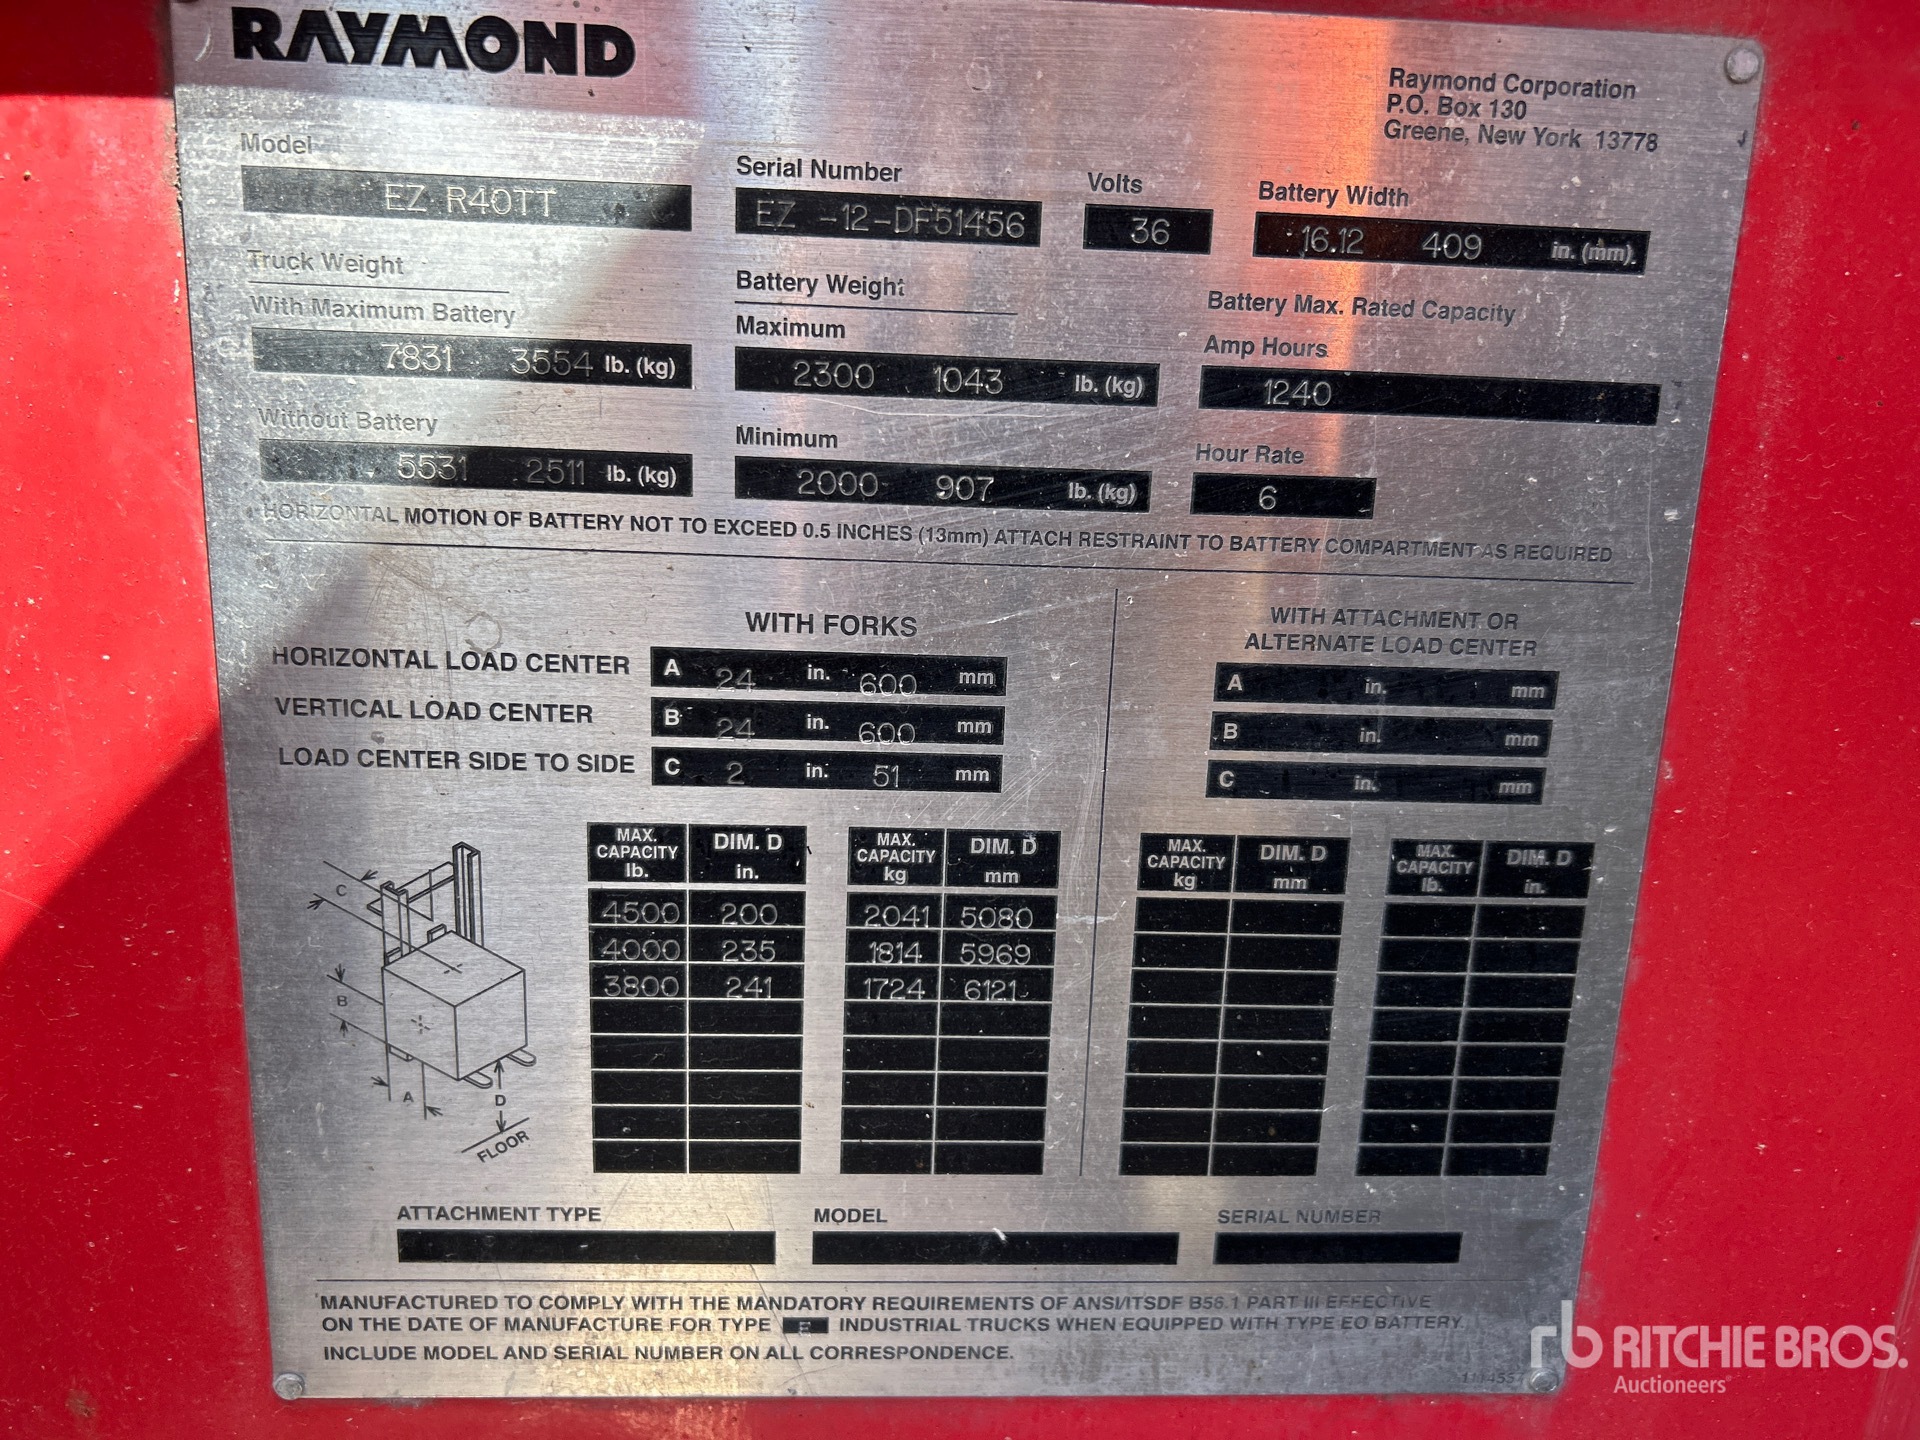 RAYMOND
Raymond Corporation
P.O. Box 130
Greene, New York 13778
Model
EZ R40TT
Serial Number
EZ -12-DF51456
Volts
36
Battery Width
16.12 409 in. (mm)
Truck Weight
With Maximum Battery
7831 3554 lb. (kg)
Without Battery
5531 2511 lb. (kg)
Battery Weight
Maximum
2300 1043 lb. (kg)
Minimum
2000 907 lb. (kg)
Battery Max. Rated Capacity
Amp Hours
1240
Hour Rate
6
HORIZONTAL MOTION OF BATTERY NOT TO EXCEED 0.5 INCHES (13mm) ATTACH RESTRAINT TO BATTERY COMPARTMENT AS REQUIRED
WITH FORKS
HORIZONTAL LOAD CENTER A 24 in. 600 mm
VERTICAL LOAD CENTER B 24 in. 600 mm
LOAD CENTER SIDE TO SIDE C 2 in. 51 mm
WITH ATTACHMENT OR
ALTERNATE LOAD CENTER
A in. mm
B in. mm
C in. mm
C
B
A
D
FLOOR
MAX. CAPACITY lb. DIM. D in. MAX. CAPACITY kg DIM. D mm
4500 200 2041 5080
4000 235 1814 5969
3800 241 1724 6121
MAX. CAPACITY kg DIM. D mm MAX. CAPACITY lb. DIM. D in.
ATTACHMENT TYPE
MODEL
SERIAL NUMBER
MANUFACTURED TO COMPLY WITH THE MANDATORY REQUIREMENTS OF ANSI/ITSDF B56.1 PART III EFFECTIVE
ON THE DATE OF MANUFACTURE FOR TYPE E INDUSTRIAL TRUCKS WHEN EQUIPPED WITH TYPE EO BATTERY.
INCLUDE MODEL AND SERIAL NUMBER ON ALL CORRESPONDENCE.
rb RITCHIE BROS.
Auctioneers